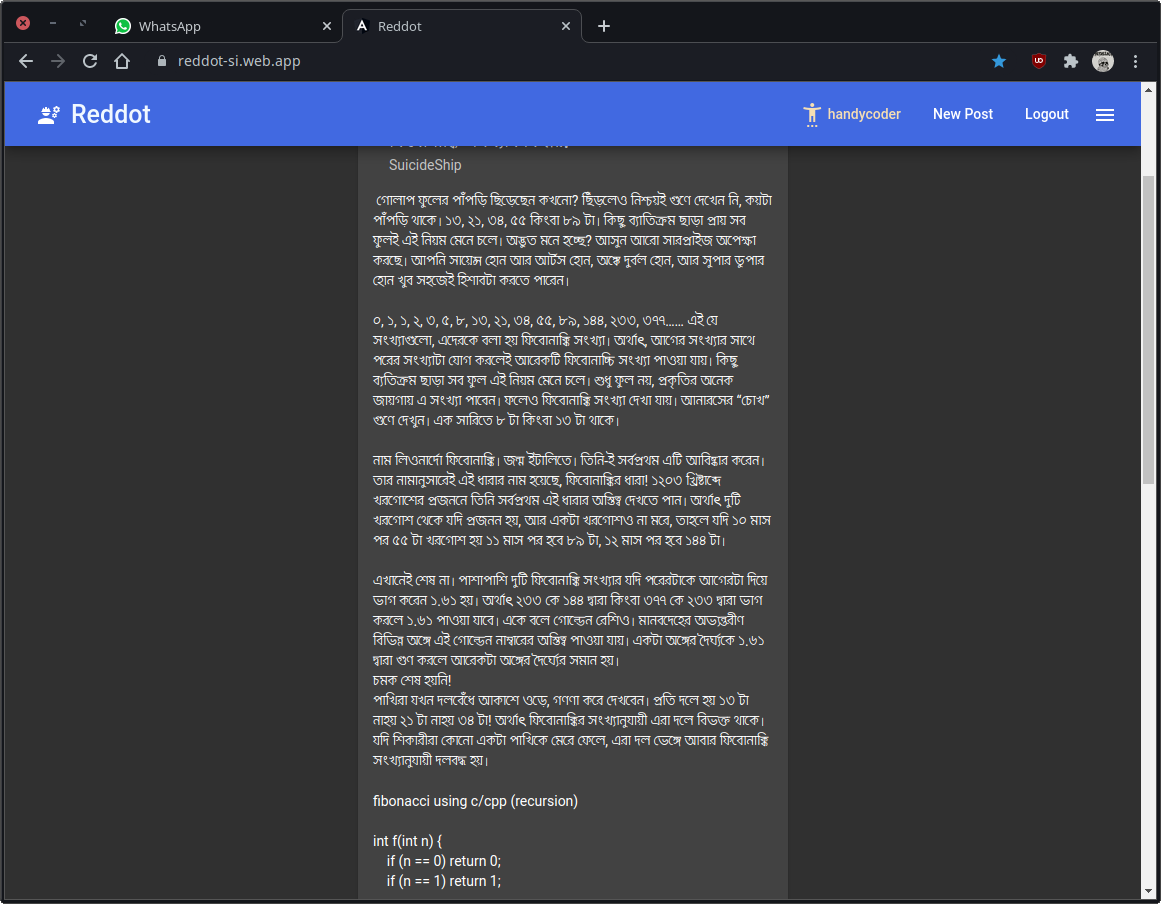 WhatsApp
Reddot
reddot-si.web.app
Reddot
handycoder
New Post
Logout
SuicideShip
গোলাপ ফুলের পাঁপড়ি ছিড়েছেন কখনো? ছিঁড়লেও নিশ্চয়ই গুণে দেখেন নি, কয়টা
পাঁপড়ি থাকে। ১৩, ২১, ৩৪, ৫৫ কিংবা ৮৯ টা। কিছু ব্যাতিক্রম ছাড়া প্রায় সব
ফুলই এই নিয়ম মেনে চলে। অদ্ভুত মনে হচ্ছে? আসুন আরো সারপ্রাইজ অপেক্ষা
করছে। আপনি সায়েন্স হোন আর আর্টস হোন, অঙ্কে দুর্বল হোন, আর সুপার ডুপার
হোন খুব সহজেই হিশাবটা করতে পারেন।
০, ১, ১, ২, ৩, ৫, ৮, ১৩, ২১, ৩৪, ৫৫, ৮৯, ১৪৪, ২৩৩, ৩৭৭...... এই যে
সংখ্যাগুলো, এদেরকে বলা হয় ফিবোনাঞ্চি সংখ্যা। অর্থাৎ, আগের সংখ্যার সাথে
পরের সংখ্যাটা যোগ করলেই আরেকটি ফিবোনাচ্চি সংখ্যা পাওয়া যায়। কিছু
ব্যতিক্রম ছাড়া সব ফুল এই নিয়ম মেনে চলে। শুধু ফুল নয়, প্রকৃতির অনেক
জায়গায় এ সংখ্যা পাবেন। ফলেও ফিবোনাঞ্চি সংখ্যা দেখা যায়। আনারসের “চোখ”
গুণে দেখুন। এক সারিতে ৮ টা কিংবা ১৩ টা থাকে।
নাম লিওনার্দো ফিবোনাঞ্চি। জন্ম ইটালিতে। তিনি-ই সর্বপ্রথম এটি আবিষ্কার করেন।
তার নামানুসারেই এই ধারার নাম হয়েছে, ফিবোনাঞ্চির ধারা! ১২০৩ খ্রিষ্টাব্দে
খরগোশের প্রজননে তিনি সর্বপ্রথম এই ধারার অস্তিত্ব দেখতে পান। অর্থাৎ দুটি
খরগোশ থেকে যদি প্রজনন হয়, আর একটা খরগোশও না মরে, তাহলে যদি ১০ মাস
পর ৫৫ টা খরগোশ হয় ১১ মাস পর হবে ৮৯ টা, ১২ মাস পর হবে ১৪৪ টা।
এখানেই শেষ না। পাশাপাশি দুটি ফিবোনাঞ্চি সংখ্যার যদি পরেরটাকে আগেরটা দিয়ে
ভাগ করেন ১.৬১ হয়। অর্থাৎ ২৩৩ কে ১৪৪ দ্বারা কিংবা ৩৭৭ কে ২৩৩ দ্বারা ভাগ
করলে ১.৬১ পাওয়া যাবে। একে বলে গোল্ডেন রেশিও। মানবদেহের অভ্যন্তরীণ
বিভিন্ন অঙ্গে এই গোল্ডেন নাম্বারের অস্তিত্ব পাওয়া যায়। একটা অঙ্গের দৈর্ঘ্যকে ১.৬১
দ্বারা গুণ করলে আরেকটা অঙ্গের দৈর্ঘ্যের সমান হয়।
চমক শেষ হয়নি!
পাখিরা যখন দলবেঁধে আকাশে ওড়ে, গণণা করে দেখবেন। প্রতি দলে হয় ১৩ টা
নাহয় ২১ টা নাহয় ৩৪ টা! অর্থাৎ ফিবোনাঞ্চির সংখ্যানুযায়ী এরা দলে বিভক্ত থাকে।
যদি শিকারীরা কোনো একটা পাখিকে মেরে ফেলে, এরা দল ভেঙ্গে আবার ফিবোনাঞ্চি
সংখ্যানুযায়ী দলবদ্ধ হয়।
fibonacci using c/cpp (recursion)
int f(int n) {
if (n == 0) return 0;
if (n == 1) return 1;